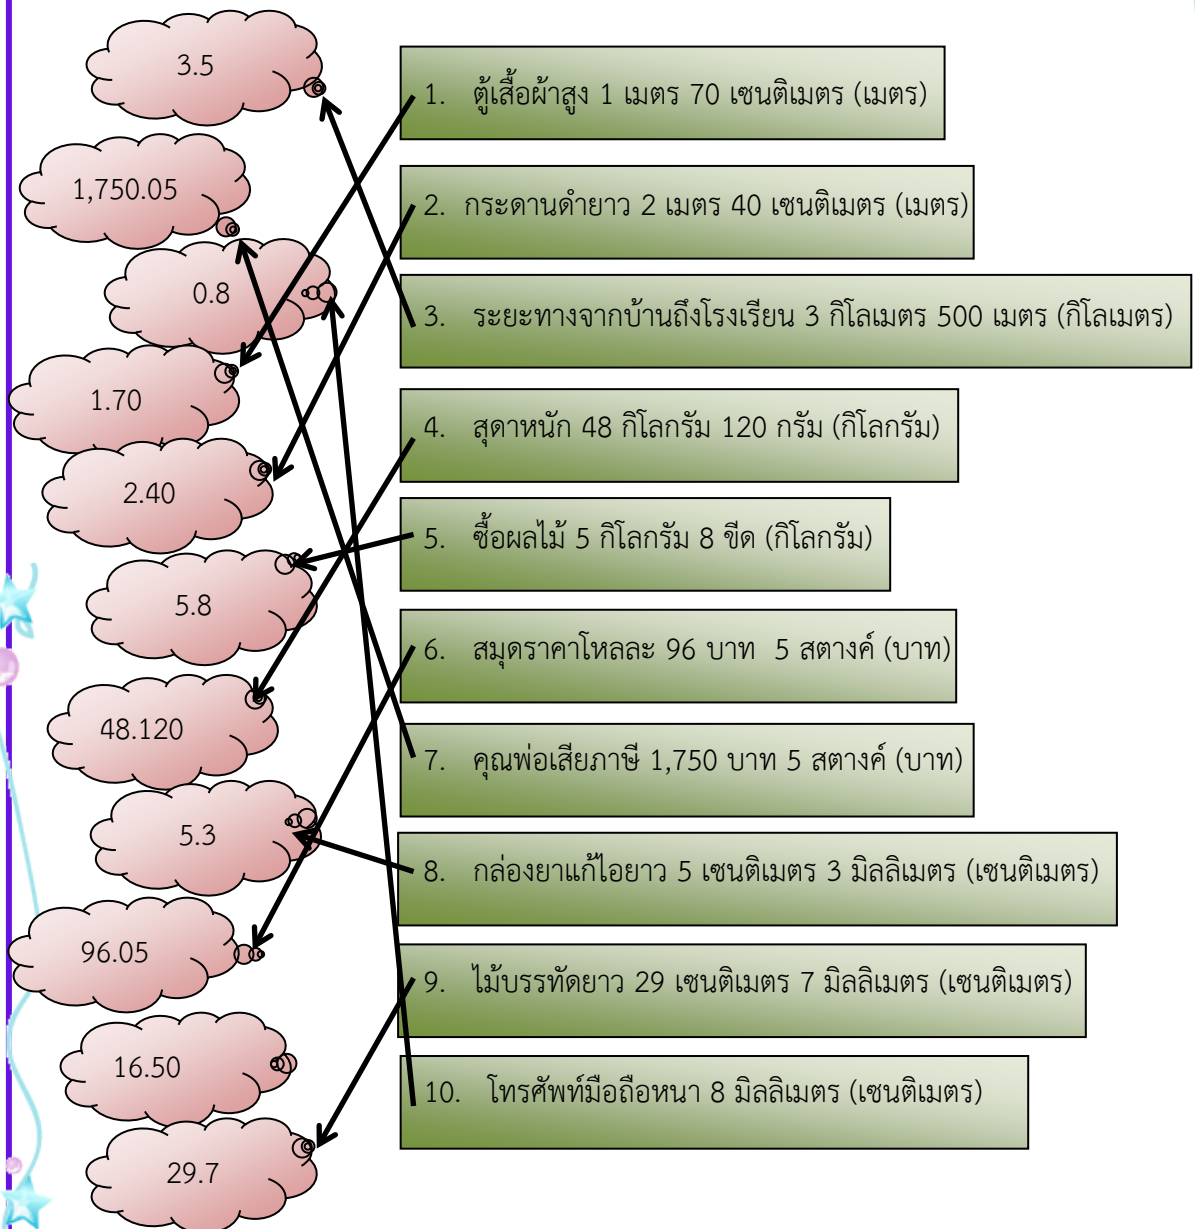 3.5
1,750.05
0.8
1.70
2.40
5.8
48.120
5.3
96.05
16.50
29.7
1. ตู้เสื้อผ้าสูง 1 เมตร 70 เซนติเมตร (เมตร)
2. กระดานดำยาว 2 เมตร 40 เซนติเมตร (เมตร)
3. ระยะทางจากบ้านถึงโรงเรียน 3 กิโลเมตร 500 เมตร (กิโลเมตร)
4. สุดาหนัก 48 กิโลกรัม 120 กรัม (กิโลกรัม)
5. ซื้อผลไม้ 5 กิโลกรัม 8 ขีด (กิโลกรัม)
6. สมุดราคาโหลละ 96 บาท 5 สตางค์ (บาท)
7. คุณพ่อเสียภาษี 1,750 บาท 5 สตางค์ (บาท)
8. กล่องยาแก้ไอยาว 5 เซนติเมตร 3 มิลลิเมตร (เซนติเมตร)
9. ไม้บรรทัดยาว 29 เซนติเมตร 7 มิลลิเมตร (เซนติเมตร)
10. โทรศัพท์มือถือหนา 8 มิลลิเมตร (เซนติเมตร)